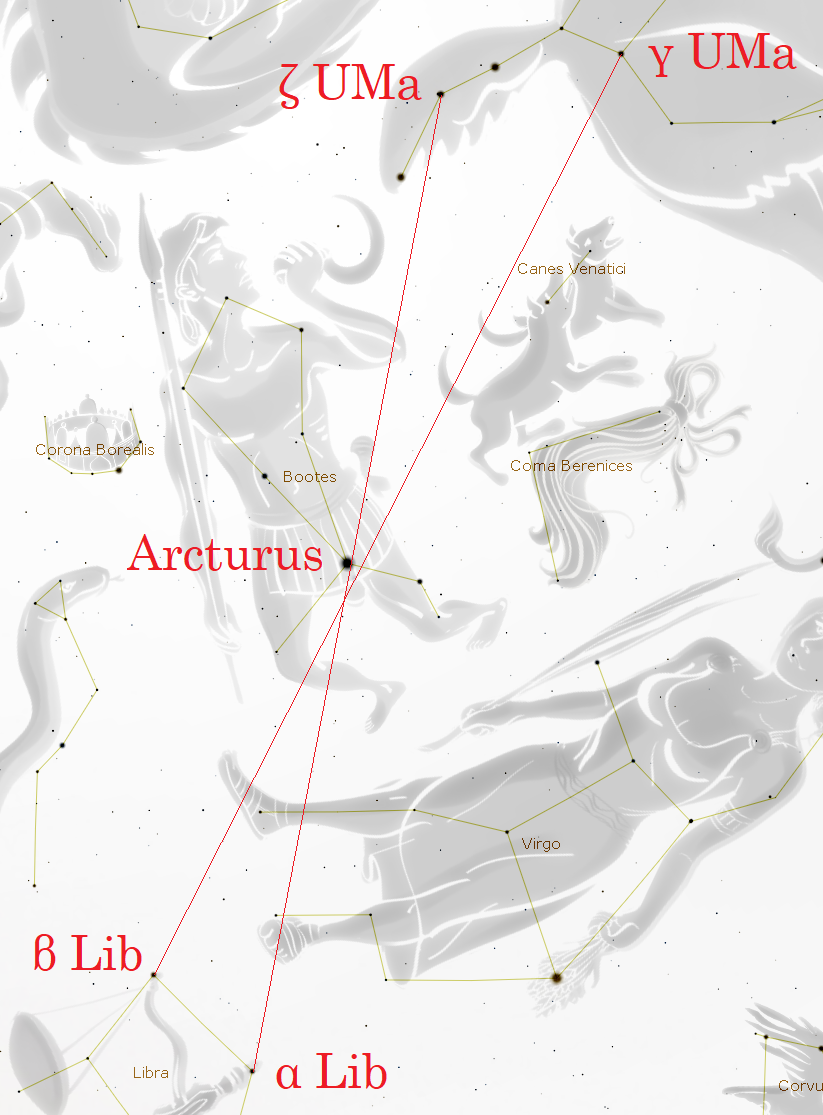 ζ UMa
γ UMa
Canes Venatici
Corona Borealis
Coma Berenices
Bootes
Arcturus
Virgo
β Lib
Libra
α Lib
Corvu